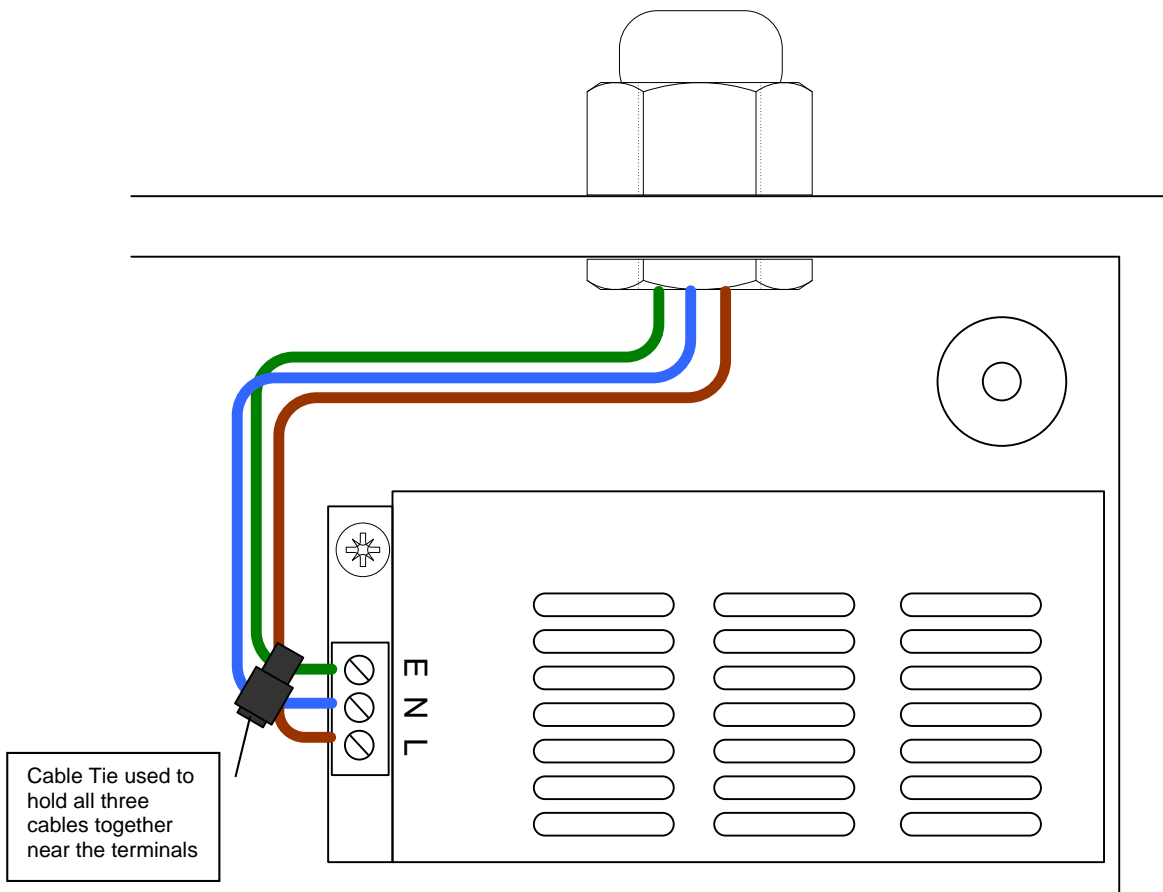 E
N
L
Cable Tie used to
hold all three
cables together
near the terminals